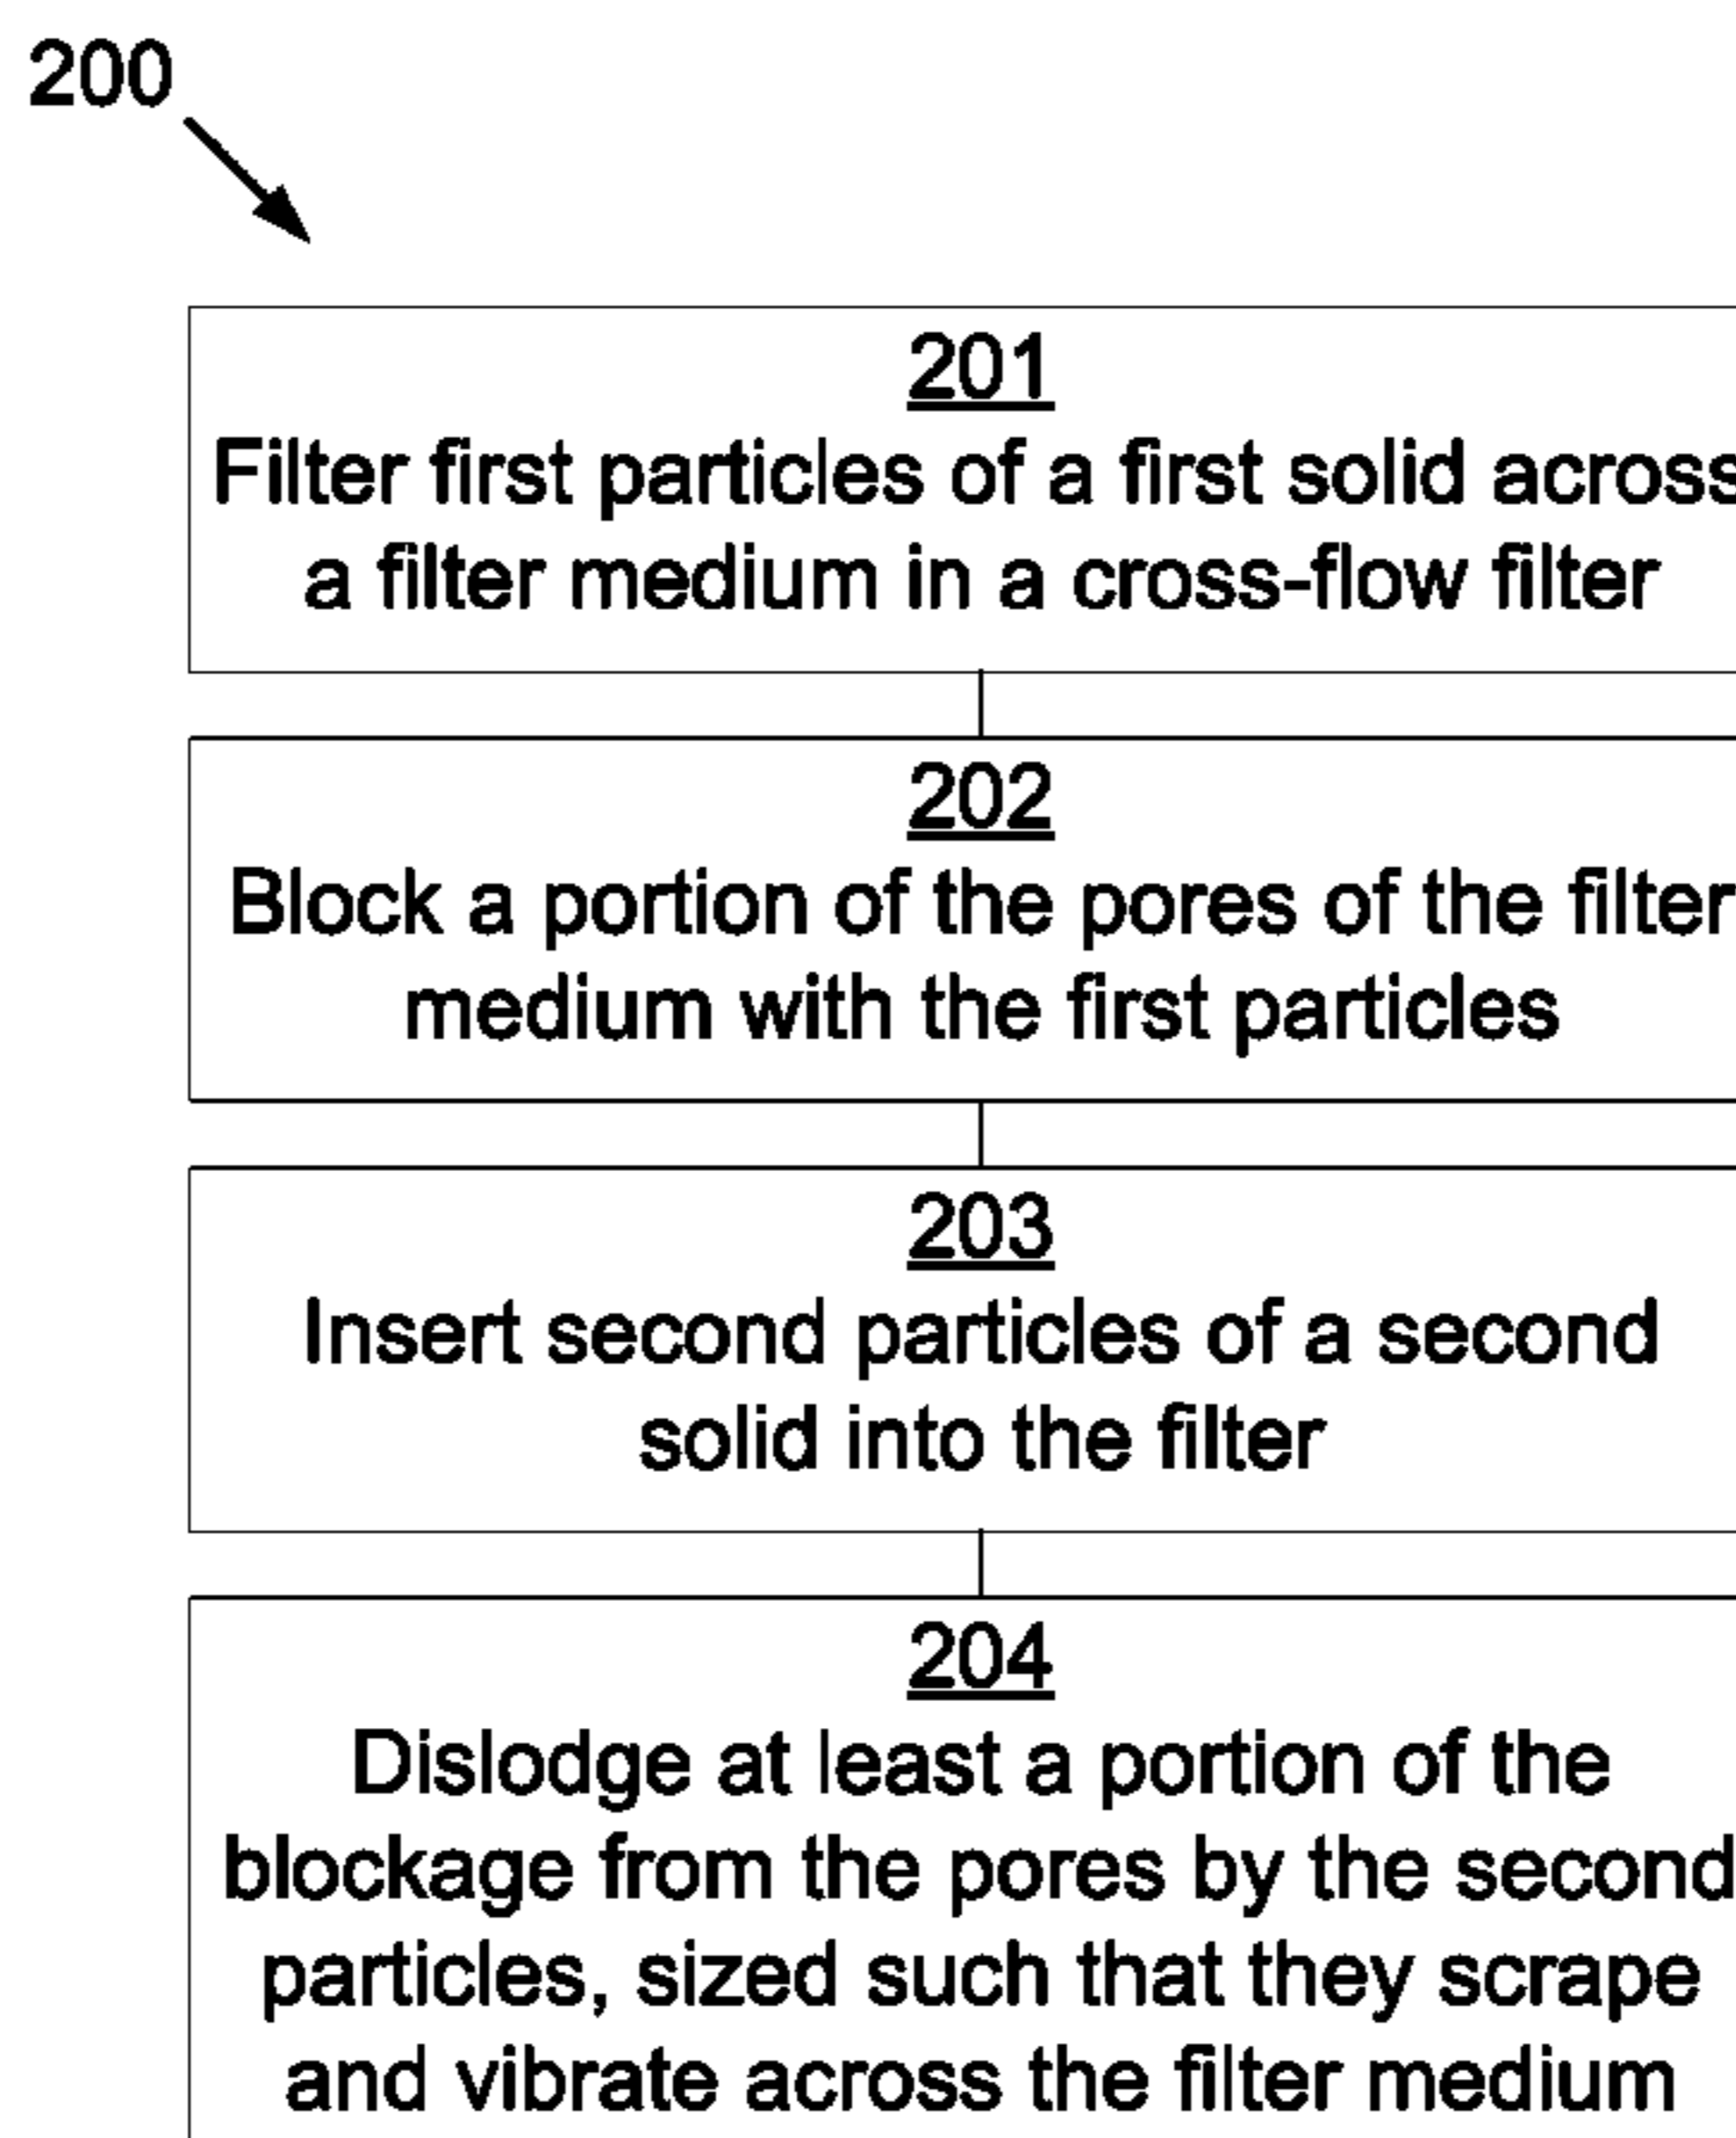 200
201
Filter first particles of a first solid across
a filter medium in a cross-flow filter
202
Block a portion of the pores of the filter
medium with the first particles
203
Insert second particles of a second
solid into the filter
204
Dislodge at least a portion of the
blockage from the pores by the second
particles, sized such that they scrape
and vibrate across the filter medium